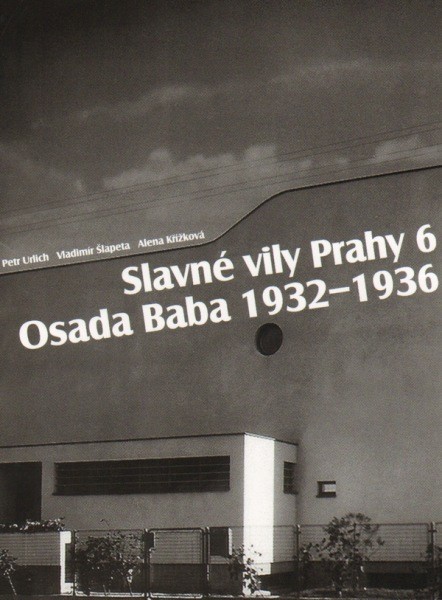 Petr Urlich Vladimír Šlapeta Alena Křížková
Slavné vily Prahy 6
Osada Baba 1932–1936